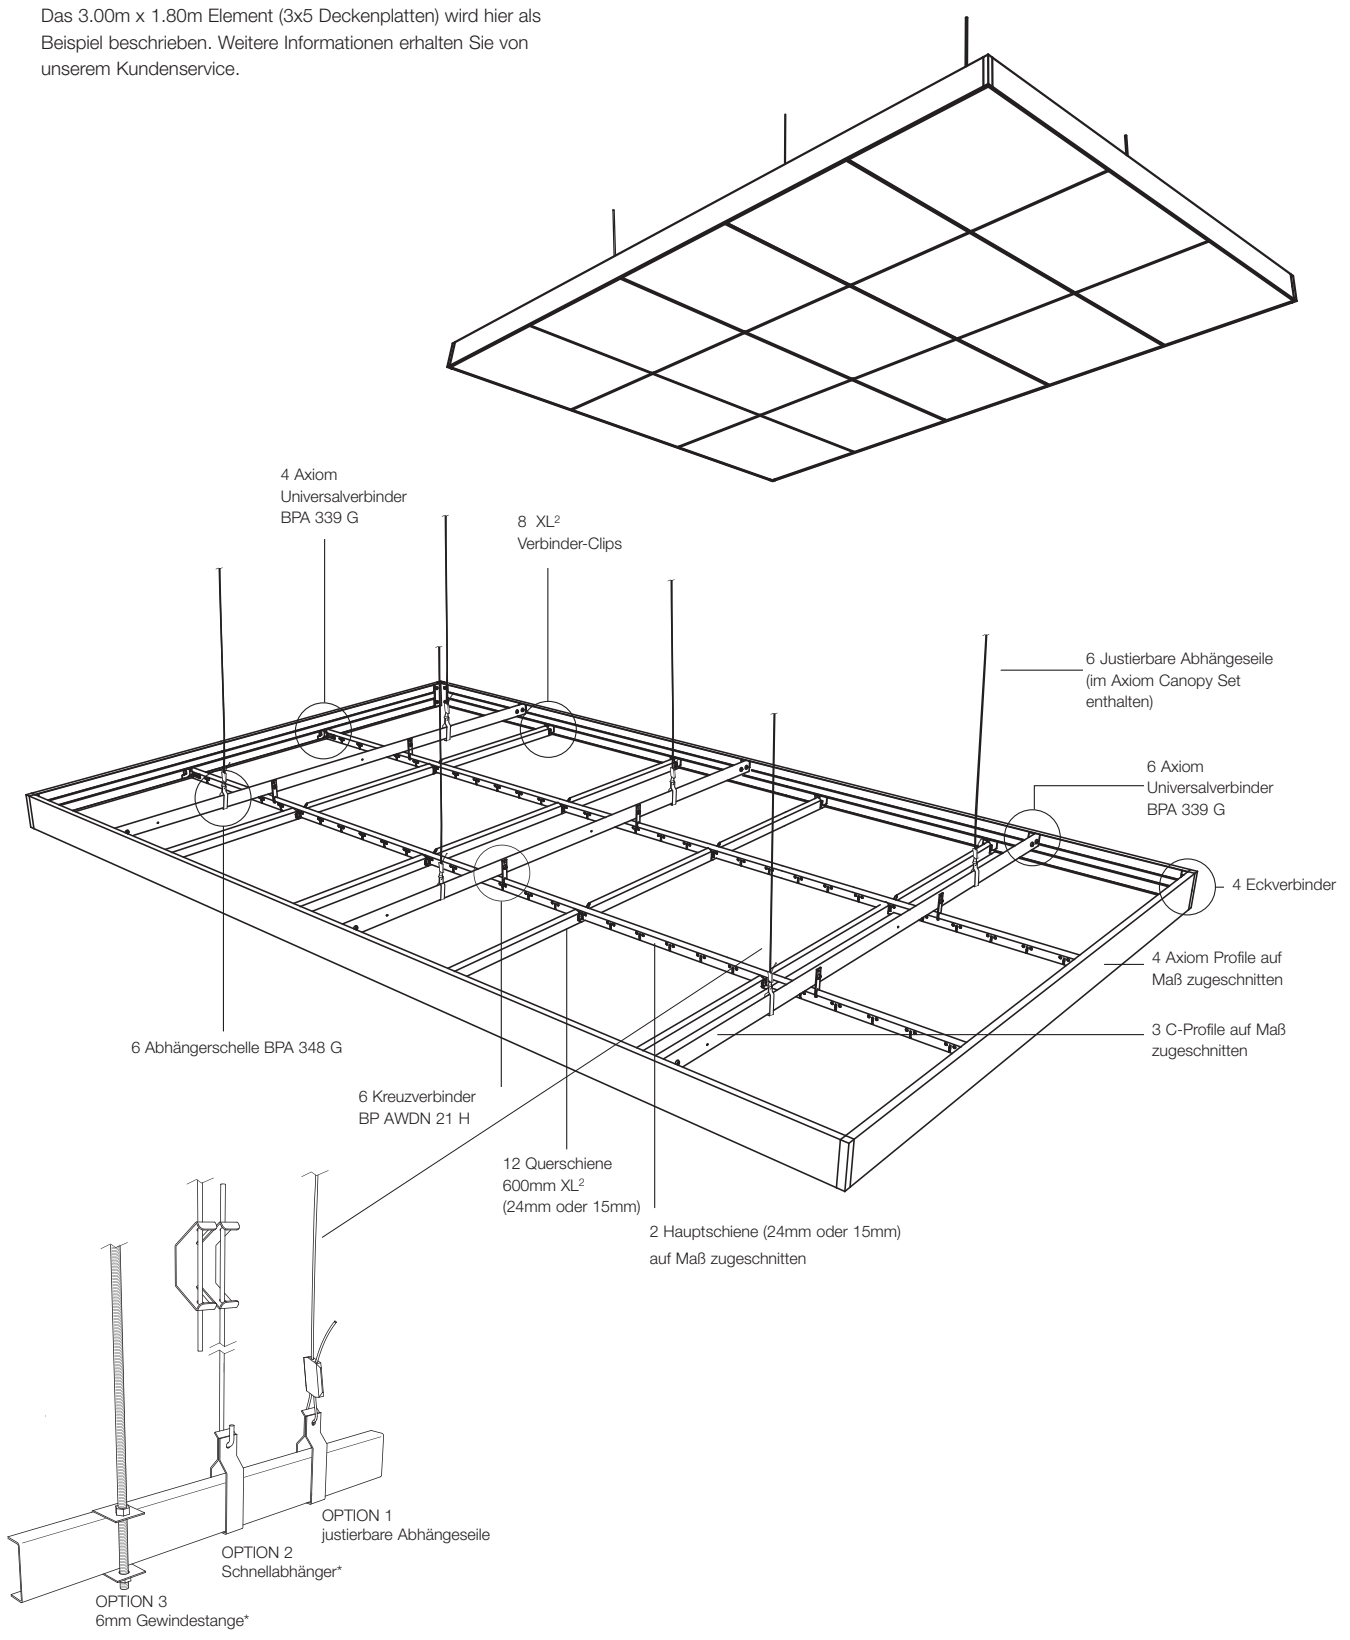 Das 3.00m x 1.80m Element (3x5 Deckenplatten) wird hier als
Beispiel beschrieben. Weitere Informationen erhalten Sie von
unserem Kundenservice.
4 Axiom
Universalverbinder
BPA 339 G
8 XL²
Verbinder-Clips
6 Justierbare Abhängeseile
(im Axiom Canopy Set
enthalten)
6 Axiom
Universalverbinder
BPA 339 G
4 Eckverbinder
4 Axiom Profile auf
Maß zugeschnitten
3 C-Profile auf Maß
zugeschnitten
6 Abhängerschelle BPA 348 G
6 Kreuzverbinder
BP AWDN 21 H
12 Querschiene
600mm XL²
(24mm oder 15mm)
2 Hauptschiene (24mm oder 15mm)
auf Maß zugeschnitten
OPTION 1
justierbare Abhängeseile
OPTION 2
Schnellabhänger*
OPTION 3
6mm Gewindestange*